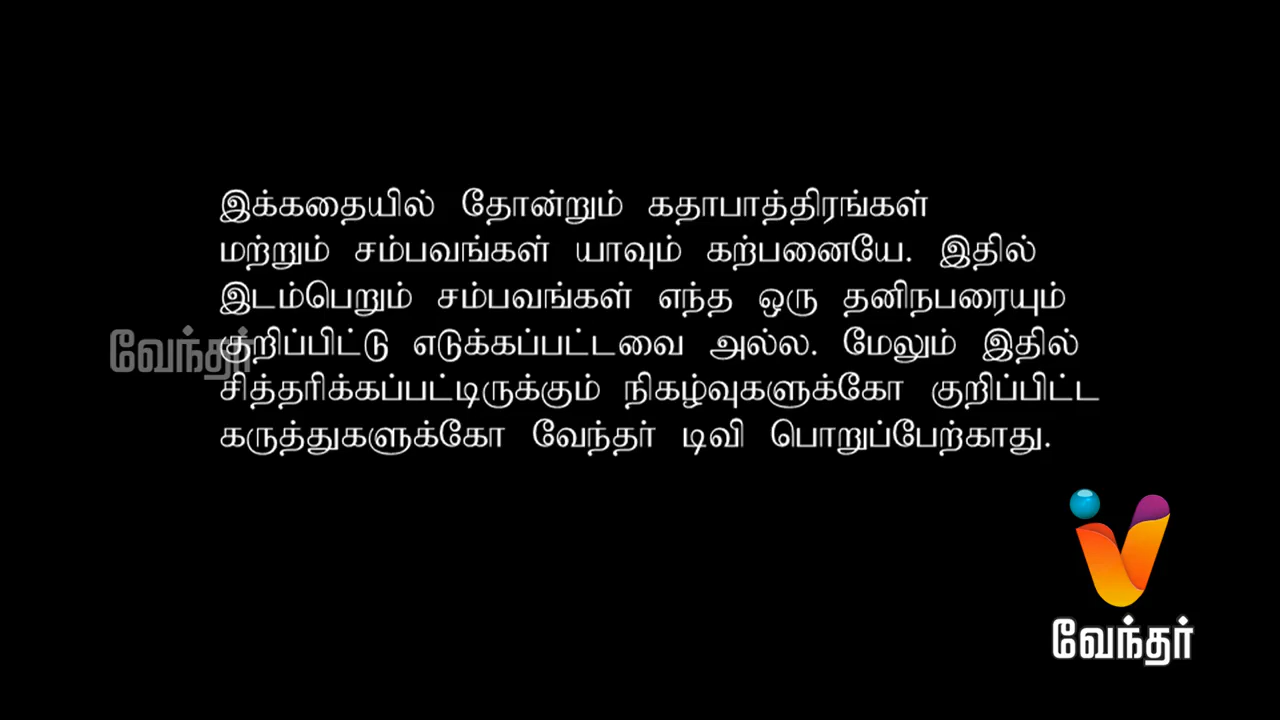 இக்கதையில் தோன்றும் கதாபாத்திரங்கள்
மற்றும் சம்பவங்கள் யாவும் கற்பனையே. இதில்
இடம்பெறும் சம்பவங்கள் எந்த ஒரு தனிநபரையும்
குறிப்பிட்டு எடுக்கப்பட்டவை அல்ல. மேலும் இதில்
சித்தரிக்கப்பட்டிருக்கும் நிகழ்வுகளுக்கோ குறிப்பிட்ட
கருத்துகளுக்கோ வேந்தர் டிவி பொறுப்பேற்காது.
வேந்தர்
வேந்தர்